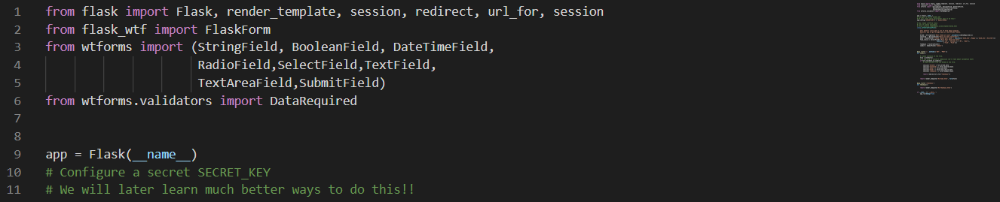 1 from flask import Flask, render_template, session, redirect, url_for, session
2 from flask_wtf import FlaskForm
3 from wtforms import (StringField, BooleanField, DateTimeField,
4 RadioField,SelectField,TextField,
5 TextAreaField,SubmitField)
6 from wtforms.validators import DataRequired
7
8
9 app = Flask(__name__)
10 # Configure a secret SECRET_KEY
11 # We will later learn much better ways to do this!!